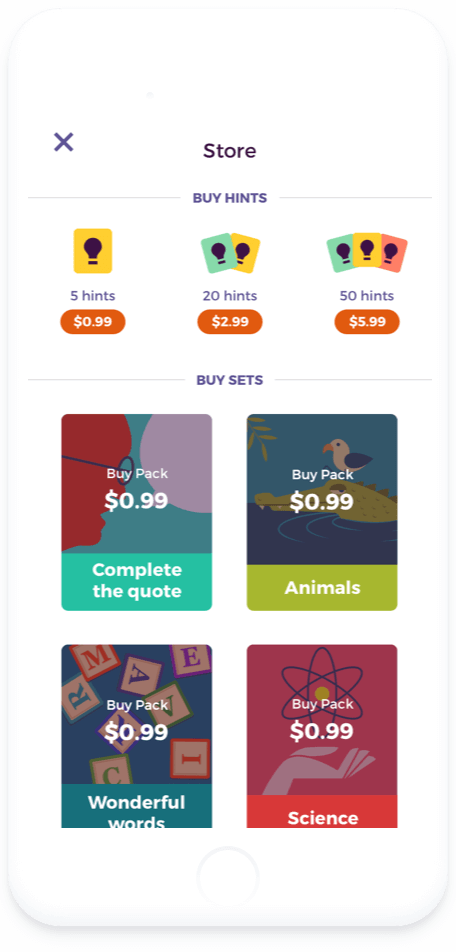 Store
BUY HINTS
5 hints
20 hints
50 hints
$0.99
$2.99
$5.99
BUY SETS
Buy Pack
$0.99
Complete
the quote
Buy Pack
$0.99
Animals
M
A
E
R
A
C
I
Buy Pack
$0.99
Wonderful
words
Buy Pack
$0.99
Science